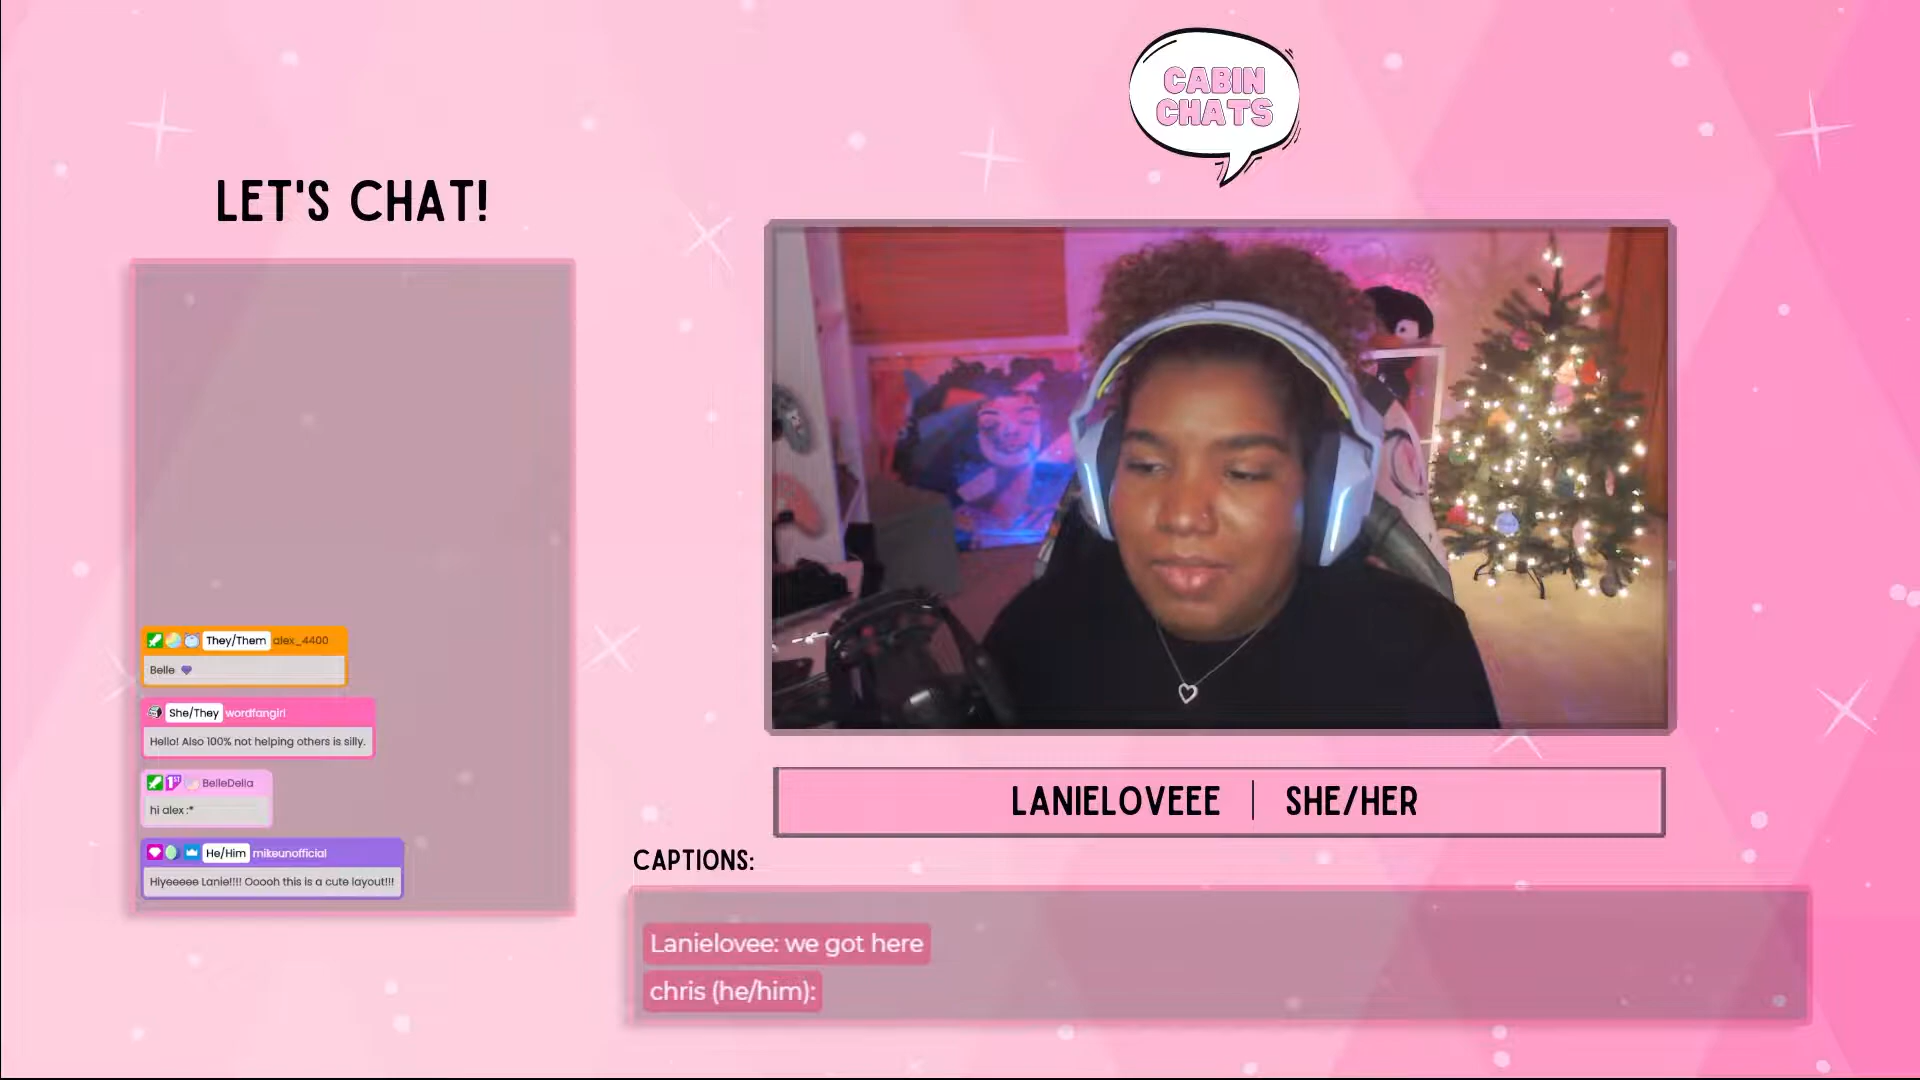 CABIN
CHATS
LET'S CHAT!
They/Them alex_4400
Belle
She/They wordfangirl
Hello! Also 100% not helping others is silly.
1ST BelleDelia
hi alex :*
He/Him mikeunofficial
Hiyeeeee Lanie!!!! Ooooh this is a cute layout!!!
LANIELOVEEE | SHE/HER
CAPTIONS:
Lanielovee: we got here
chris (he/him):